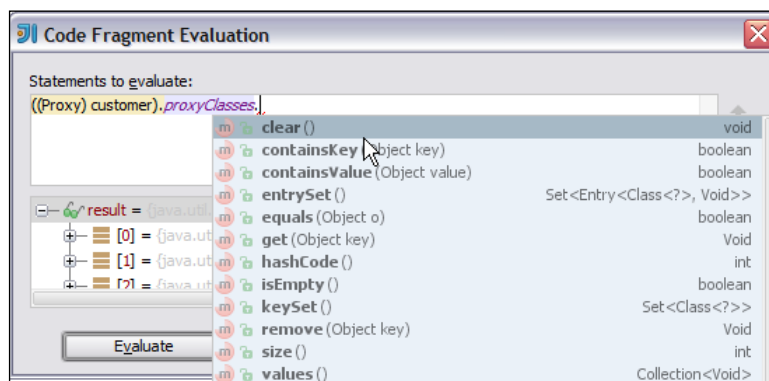 Code Fragment Evaluation
Statements to evaluate:
((Proxy) customer).proxyClasses.
m clear() void
m containsKey(Object key) boolean
m containsValue(Object value) boolean
m entrySet() Set<Entry<Class<?>, Void>>
m equals(Object o) boolean
m get(Object key) Void
m hashCode() int
m isEmpty() boolean
m keySet() Set<Class<?>>
m remove(Object key) Void
m size() int
m values() Collection<Void>
result = {java.util.
[0] = {java.ut
[1] = {java.ut
[2] = {java.ut
Evaluate